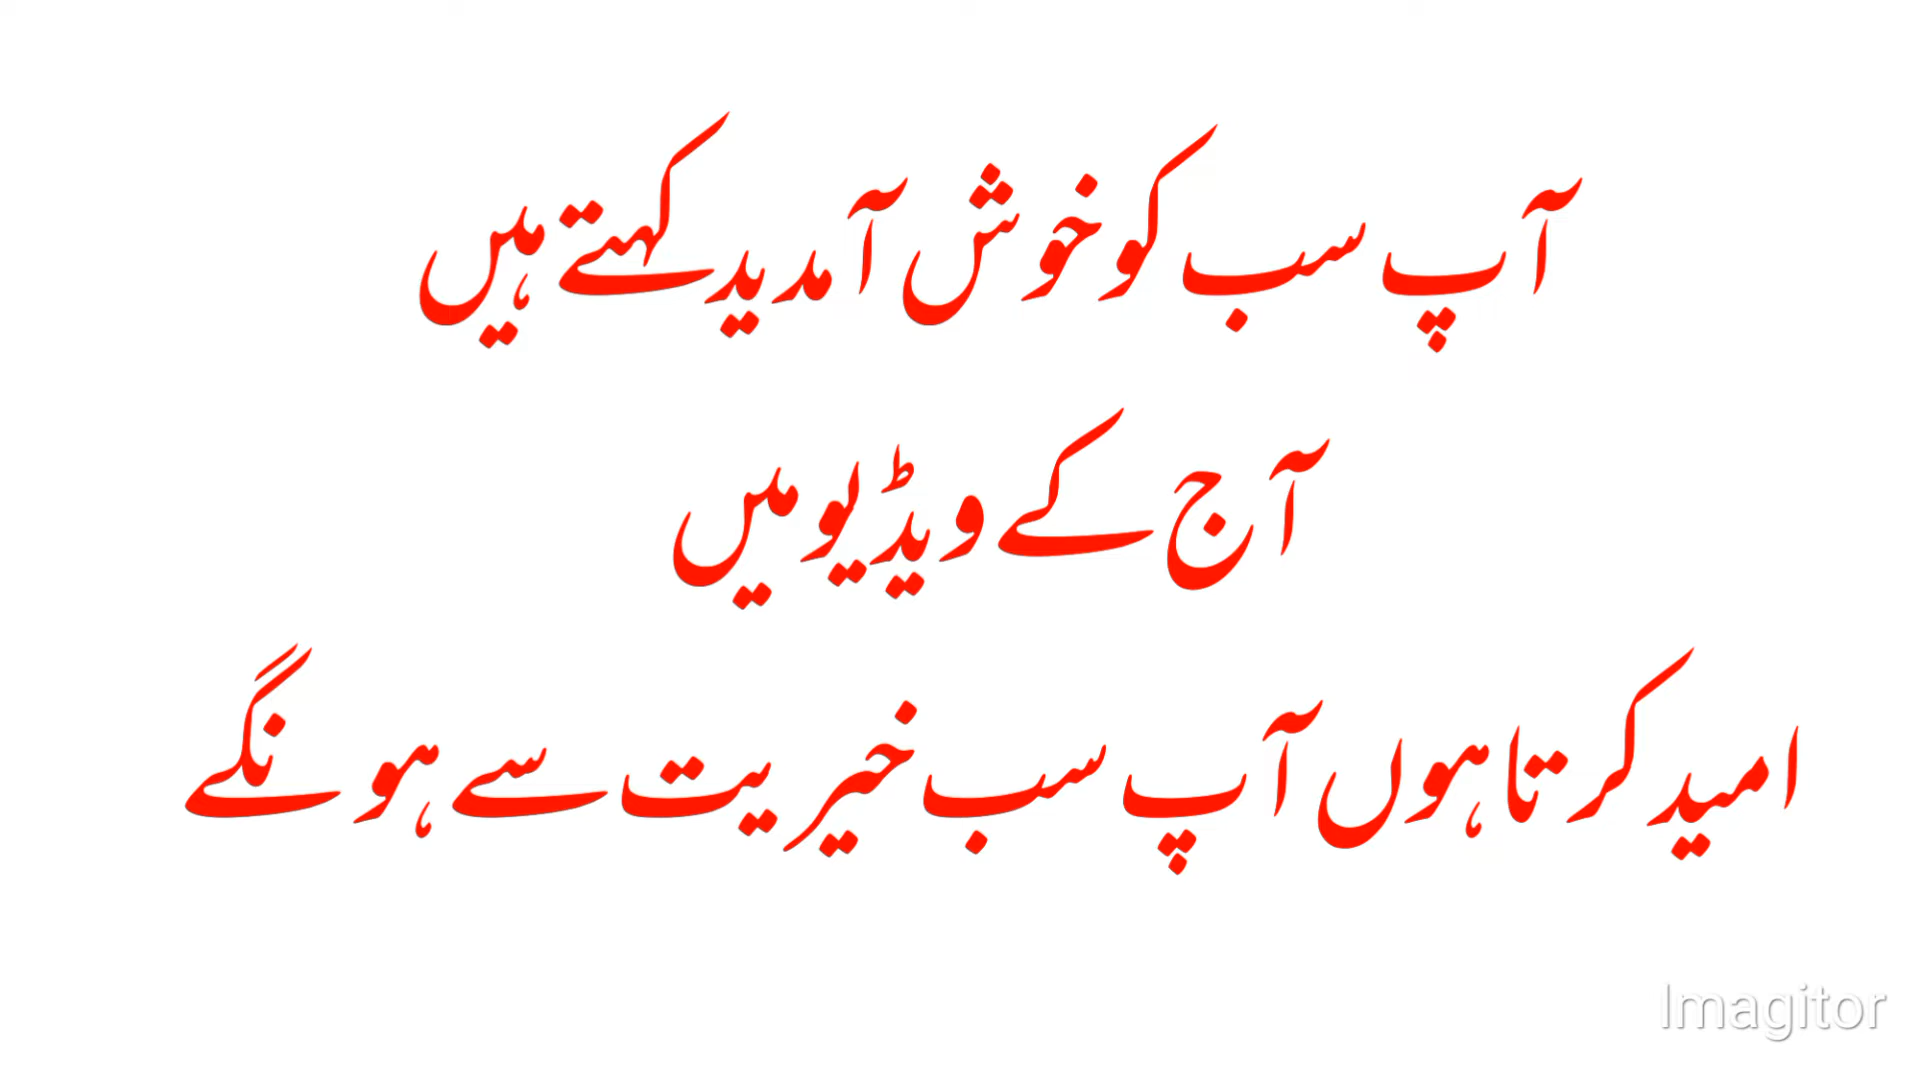 آپ سب کو خوش آمدید کہتے ہیں
آج کے ویڈیو میں
امید کرتا ہوں آپ سب خیریت سے ہونگے
Imagitor